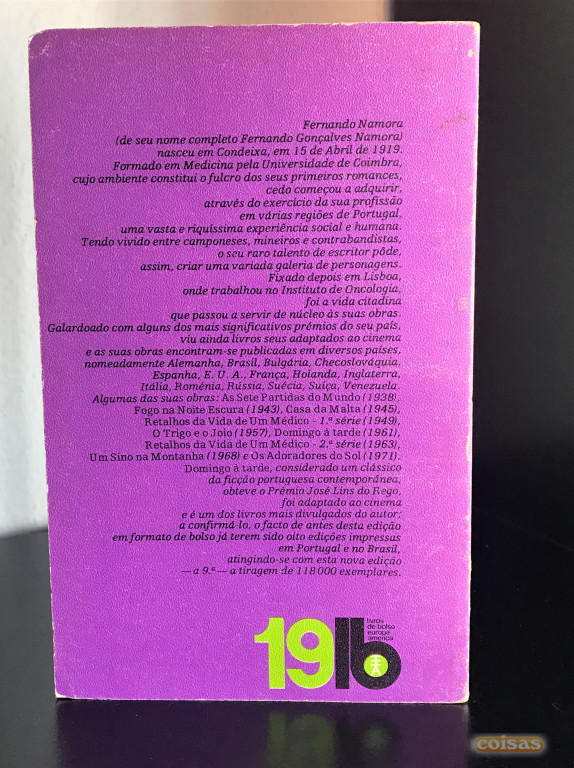 Fernando Namora
(de seu nome completo Fernando Gonçalves Namora)
nasceu em Condeixa, em 15 de Abril de 1919.
Formado em Medicina pela Universidade de Coimbra,
cujo ambiente constitui o fulcro dos seus primeiros romances,
cedo começou a adquirir,
através do exercício da sua profissão
em várias regiões de Portugal,
uma vasta e riquíssima experiência social e humana.
Tendo vivido entre camponeses, mineiros e contrabandistas,
o seu raro talento de escritor pôde,
assim, criar uma variada galeria de personagens.
Fixado depois em Lisboa,
onde trabalhou no Instituto de Oncologia,
foi a vida citadina
que passou a servir de núcleo às suas obras.
Galardoado com alguns dos mais significativos prémios do seu país,
viu ainda livros seus adaptados ao cinema
e as suas obras encontram-se publicadas em diversos países,
nomeadamente Alemanha, Brasil, Bulgária, Checoslováquia,
Espanha, E. U. A., França, Holanda, Inglaterra,
Itália, Roménia, Rússia, Suécia, Suíça, Venezuela.
Algumas das suas obras: As Sete Partidas do Mundo (1938),
Fogo na Noite Escura (1943), Casa da Malta (1945),
Retalhos da Vida de Um Médico - 1.ª série (1949),
O Trigo e o Joio (1957), Domingo à tarde (1961),
Retalhos da Vida de Um Médico - 2.ª série (1963),
Um Sino na Montanha (1968) e Os Adoradores do Sol (1971).
Domingo à tarde, considerado um clássico
da ficção portuguesa contemporânea,
obteve o Prémio José Lins do Rego,
foi adaptado ao cinema
e é um dos livros mais divulgados do autor:
a confirmá-lo, o facto de antes desta edição
em formato de bolso já terem sido oito edições impressas
em Portugal e no Brasil,
atingindo-se com esta nova edição
— a 9.ª — a tiragem de 118 000 exemplares.
19 lb
livros
de bolso
europa
america
coisas